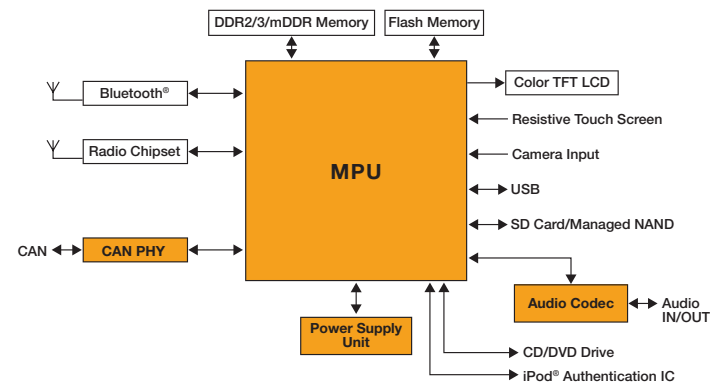 DDR2/3/mDDR Memory
Flash Memory
Bluetooth®
Color TFT LCD
Resistive Touch Screen
Radio Chipset
Camera Input
MPU
USB
SD Card/Managed NAND
CAN
CAN PHY
Audio Codec
Audio
IN/OUT
Power Supply
Unit
CD/DVD Drive
iPod® Authentication IC